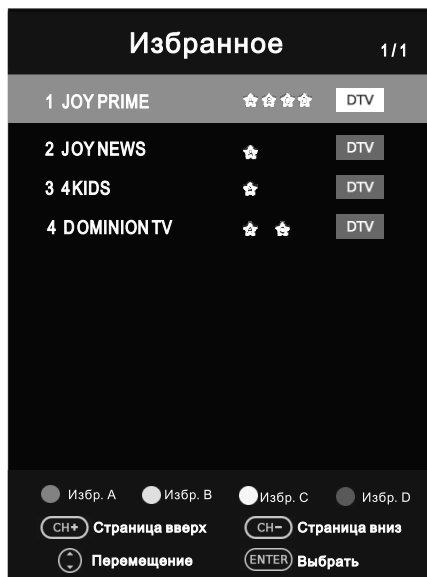 Избранное 1/1
1 JOY PRIME DTV
2 JOY NEWS DTV
3 4KIDS DTV
4 DOMINION TV DTV
Избр. A Избр. B Избр. C Избр. D
CH+ Страница вверх CH− Страница вниз
Перемещение ENTER Выбрать